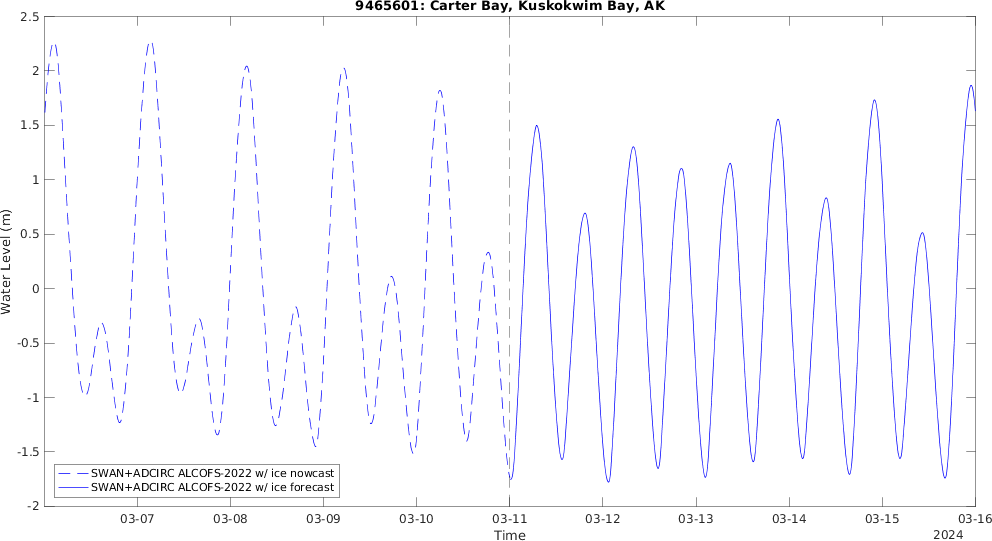 9465601: Carter Bay, Kuskokwim Bay, AK
2.5
2
1.5
1
0.5
0
-0.5
-1
-1.5
-2
Water Level (m)
SWAN+ADCIRC ALCOFS-2022 w/ ice nowcast
SWAN+ADCIRC ALCOFS-2022 w/ ice forecast
03-07 03-08 03-09 03-10 03-11 03-12 03-13 03-14 03-15 03-16
Time
2024